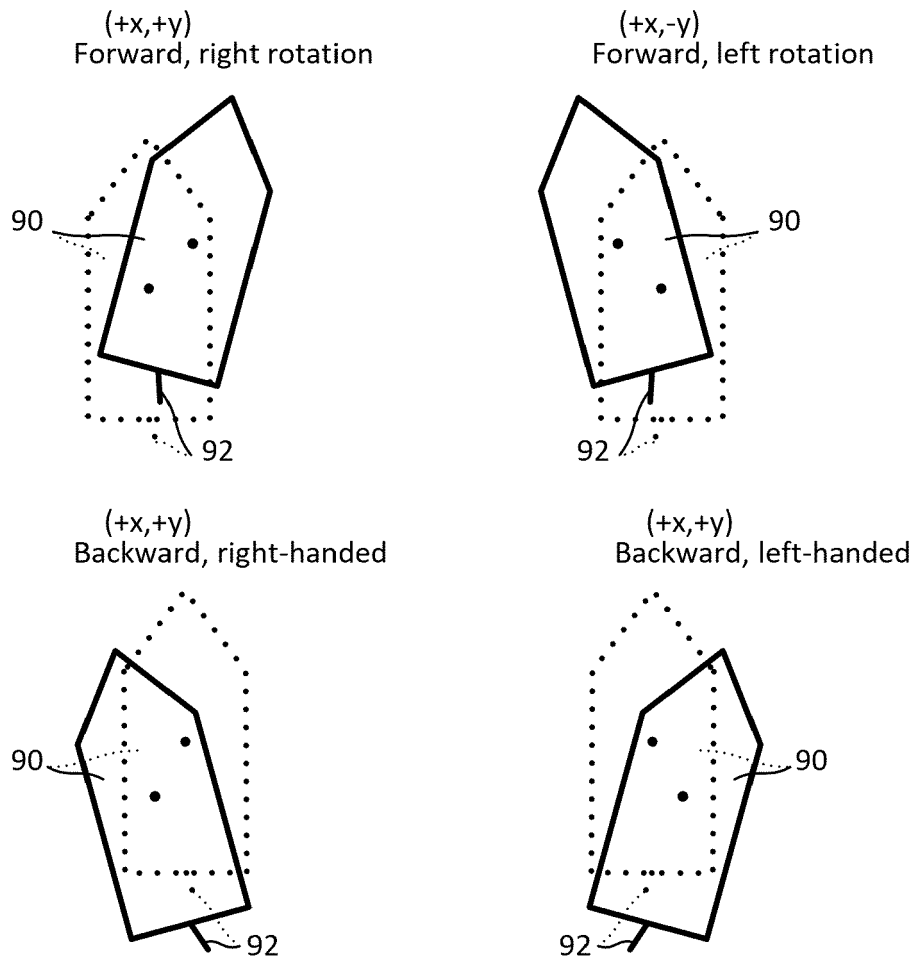 (+x,+y)
Forward, right rotation
(+x,-y)
Forward, left rotation
90
90
92
92
(+x,+y)
Backward, right-handed
(+x,+y)
Backward, left-handed
90
90
92
92